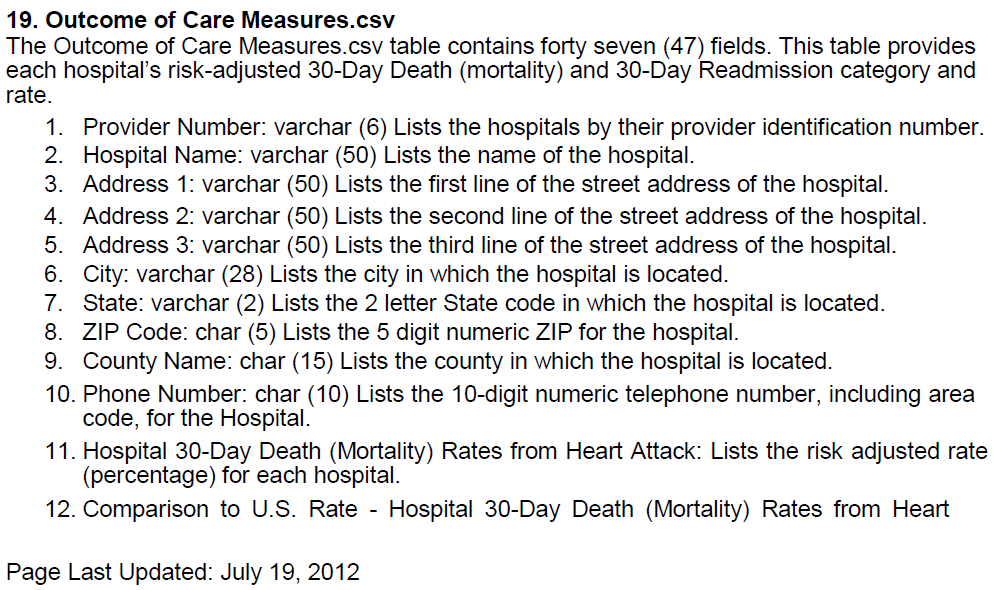 19. Outcome of Care Measures.csv
The Outcome of Care Measures.csv table contains forty seven (47) fields. This table provides
each hospital's risk-adjusted 30-Day Death (mortality) and 30-Day Readmission category and
rate.
1. Provider Number: varchar (6) Lists the hospitals by their provider identification number.
2. Hospital Name: varchar (50) Lists the name of the hospital.
3. Address 1: varchar (50) Lists the first line of the street address of the hospital.
4. Address 2: varchar (50) Lists the second line of the street address of the hospital.
5. Address 3: varchar (50) Lists the third line of the street address of the hospital.
6. City: varchar (28) Lists the city in which the hospital is located.
7. State: varchar (2) Lists the 2 letter State code in which the hospital is located.
8. ZIP Code: char (5) Lists the 5 digit numeric ZIP for the hospital.
9. County Name: char (15) Lists the county in which the hospital is located.
10. Phone Number: char (10) Lists the 10-digit numeric telephone number, including area
code, for the Hospital.
11. Hospital 30-Day Death (Mortality) Rates from Heart Attack: Lists the risk adjusted rate
(percentage) for each hospital.
12. Comparison to U.S. Rate - Hospital 30-Day Death (Mortality) Rates from Heart
Page Last Updated: July 19, 2012